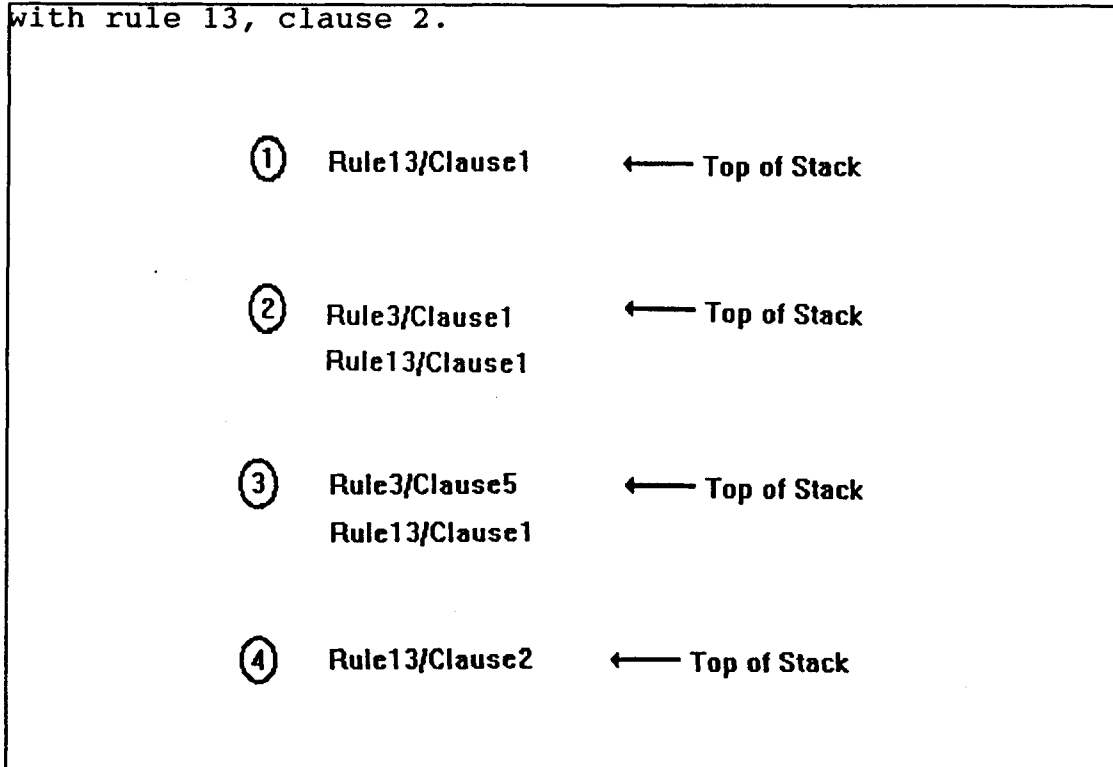 with rule 13, clause 2.
1 Rule13/Clause1 ← Top of Stack
2 Rule3/Clause1 ← Top of Stack
Rule13/Clause1
3 Rule3/Clause5 ← Top of Stack
Rule13/Clause1
4 Rule13/Clause2 ← Top of Stack